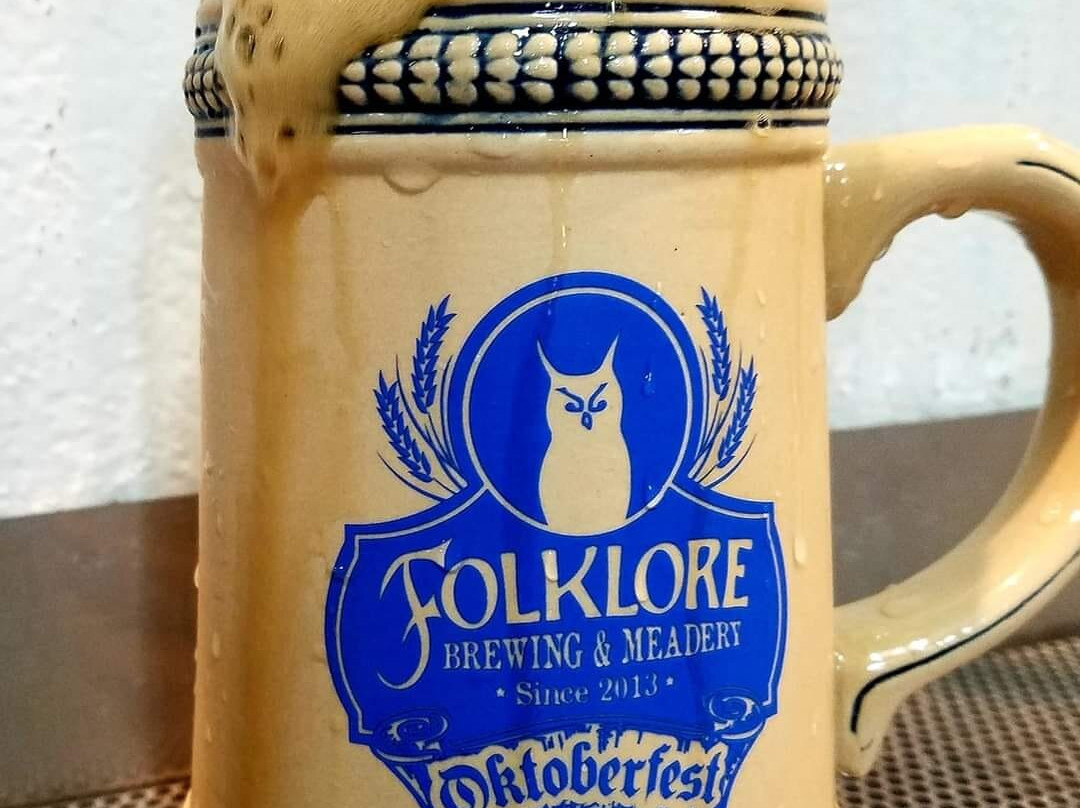 FOLKLORE
BREWING & MEADERY
* Since 2013 *
Oktoberfest